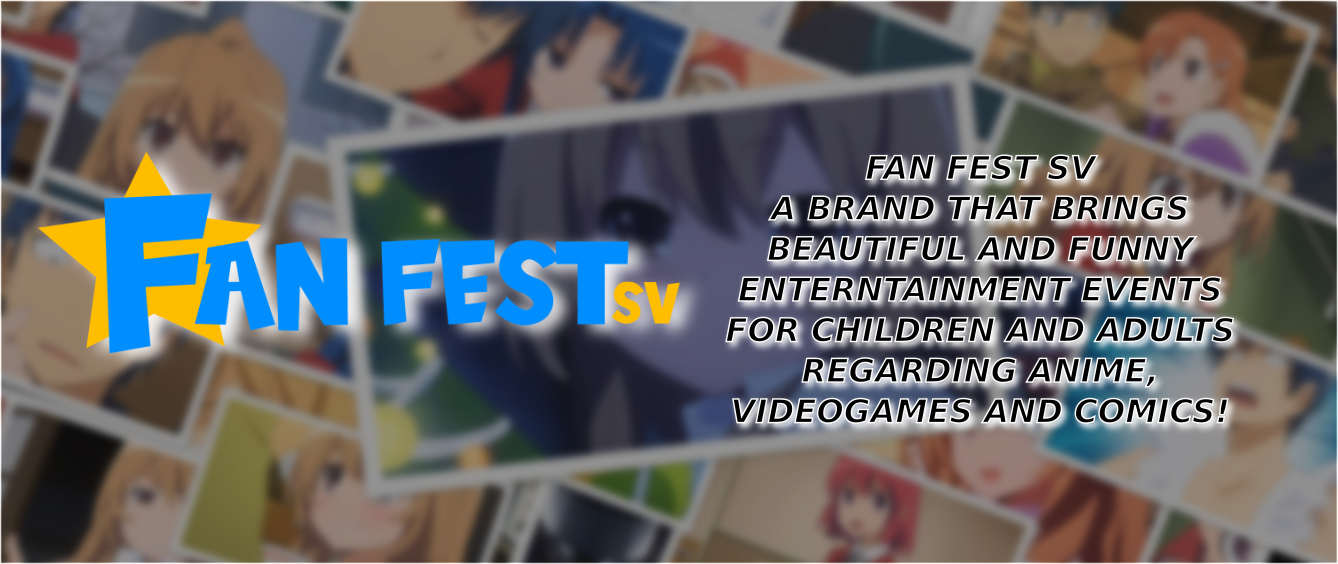 FAN FEST SV
FAN FEST SV
A BRAND THAT BRINGS
BEAUTIFUL AND FUNNY
ENTERNTAINMENT EVENTS
FOR CHILDREN AND ADULTS
REGARDING ANIME,
VIDEOGAMES AND COMICS!